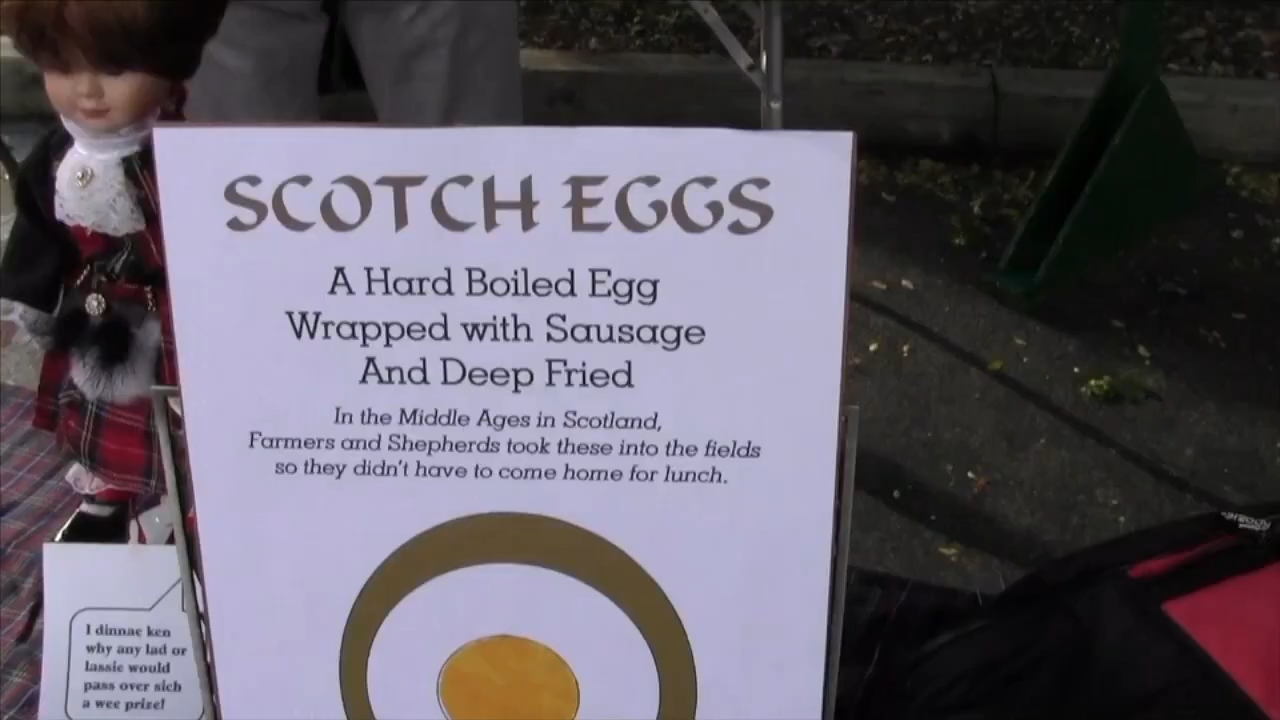 SCOTCH EGGS
A Hard Boiled Egg
Wrapped with Sausage
And Deep Fried
In the Middle Ages in Scotland,
Farmers and Shepherds took these into the fields
so they didn't have to come home for lunch.
I dinnae ken
why any lad or
lassie would
pass over sich
a wee prize!